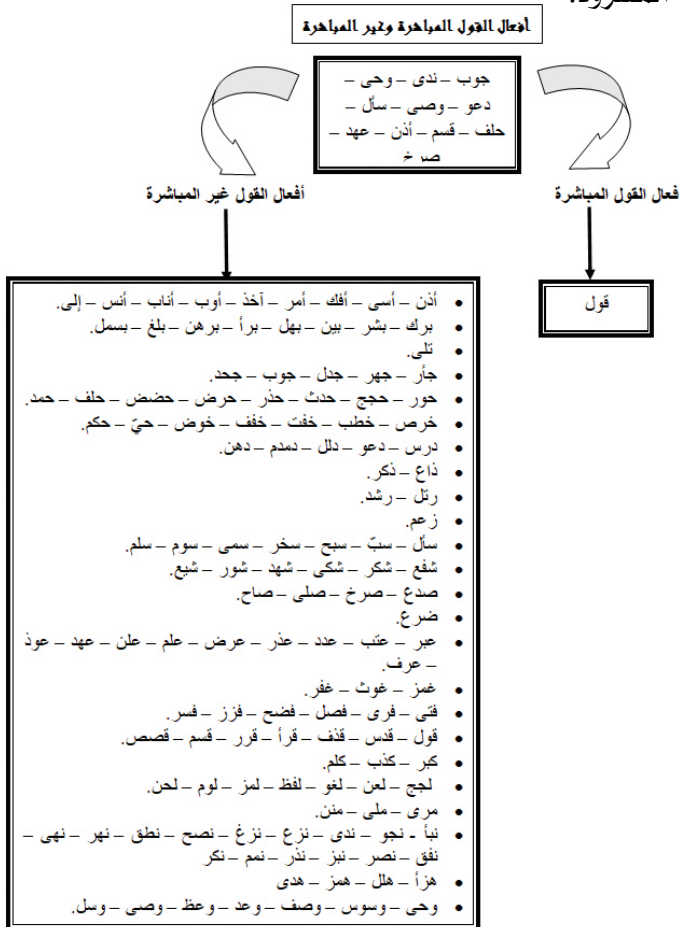 المسرود.
أفعال القول المباشرة وغير المباشرة
جوب – ندى – وحى –
دعو – وصى – سأل –
حلف – قسم – أذن – عهد –
صرخ
فعال القول المباشرة
أفعال القول غير المباشرة
قول
• أذن – أسى – أفك – أمر – آخذ – أوب – أناب – أنس – إلى.
• برك – بشر – بين – بهل – برأ – برهن – بلغ – بسمل.
• تلى.
• جأر – جهر – جدل – جوب – جحد.
• حور – حجج – حدث – حذر – حرض – حضض – حلف – حمد.
• خرص – خطب – خفت – خفف – خوض – حيّ – حكم.
• درس – دعو – دلل – دمدم – دهن.
• ذاع – ذكر.
• رتل – رشد.
• زعم.
• سأل – سبّ – سبح – سخر – سمى – سوم – سلم.
• شفع – شكر – شكى – شهد – شور – شيع.
• صدع – صرخ – صلى – صاح.
• ضرع.
• عبر – عتب – عدد – عذر – عرض – علم – علن – عهد – عوذ
– عرف.
• غمز – غوث – غفر.
• فتى – فرى – فصل – فضح – فزز – فسر.
• قول – قدس – قذف – قرأ – قرر – قسم – قصص.
• كبر – كذب – كلم.
• لجج – لعن – لغو – لفظ – لمز – لوم – لحن.
• مرى – ملى – منن.
• نبأ - نجو – ندى – نزع – نزغ – نصح – نطق – نهر – نهى –
نفق – نصر – نبز – نذر – نمم – نكر
• هزأ – هلل – همز – هدى
• وحى – وسوس – وصف – وعد – وعظ – وصى – وسل.